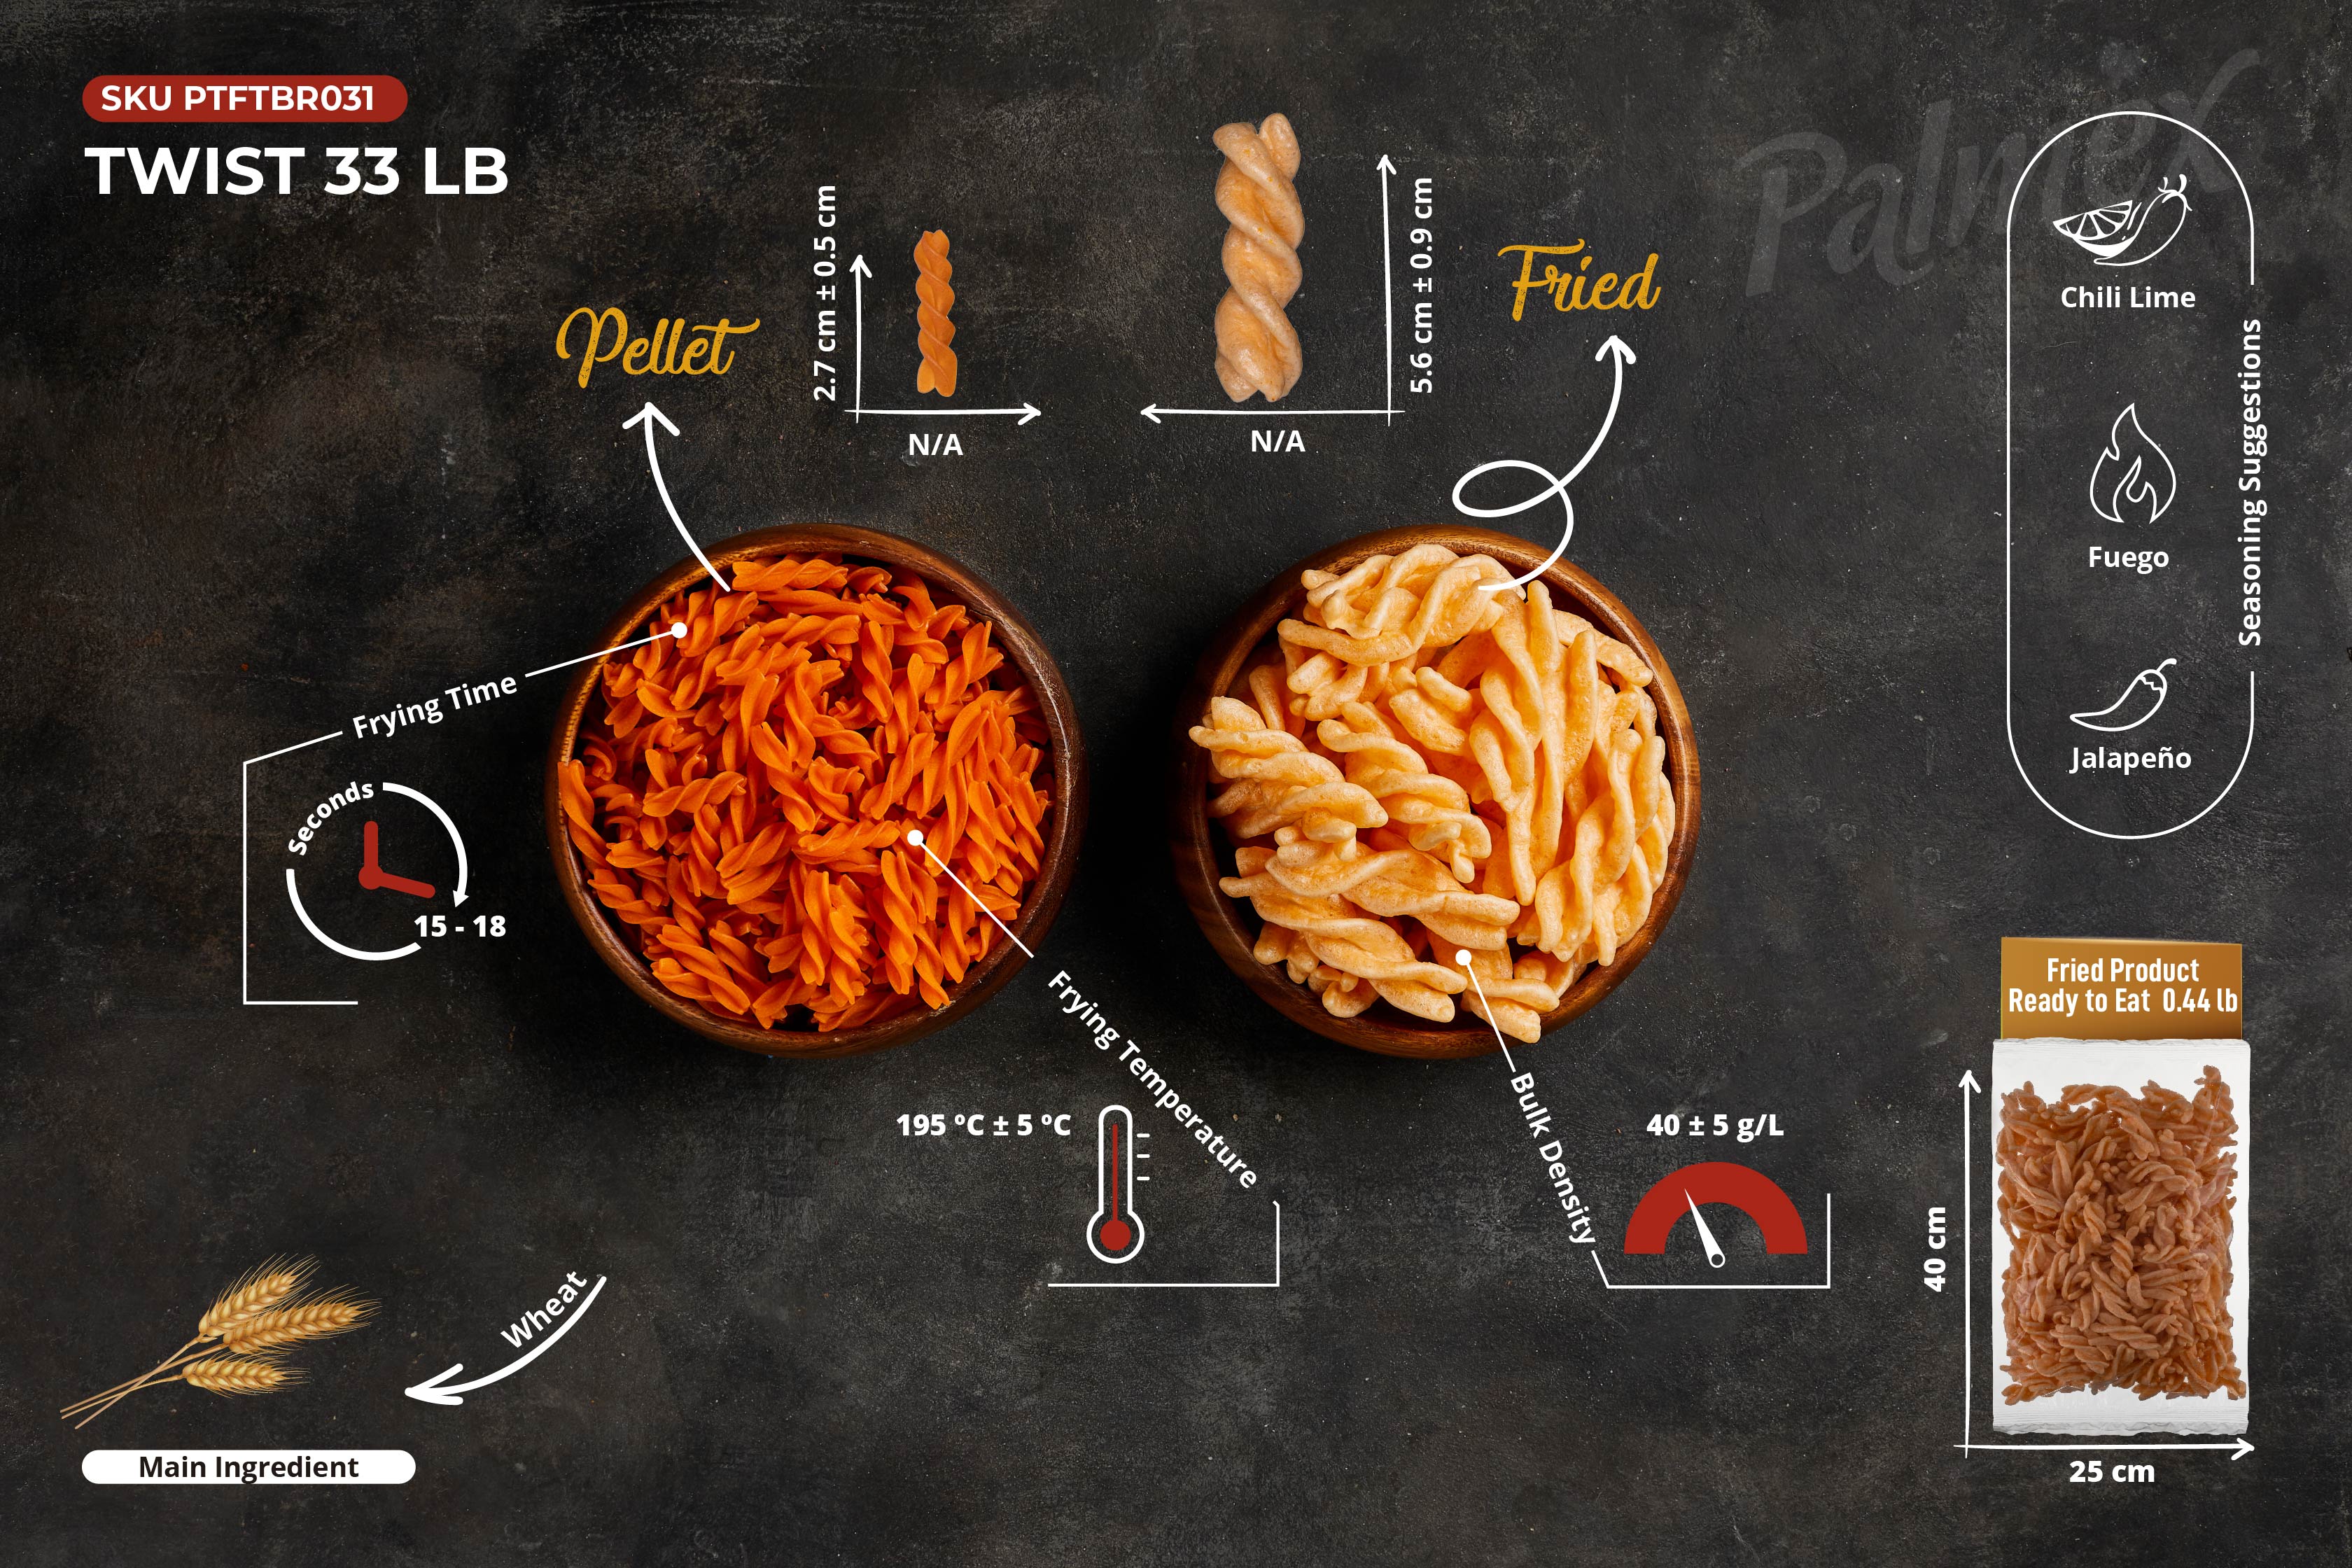 SKU PTFTBR031
TWIST 33 LB
Palmex
Pellet
2.7 cm ± 0.5 cm
N/A
5.6 cm ± 0.9 cm
N/A
Fried
Chili Lime
Fuego
Jalapeño
Seasoning Suggestions
Frying Time
Seconds
15 - 18
Frying Temperature
195 ºC ± 5 ºC
Bulk Density
40 ± 5 g/L
Fried Product
Ready to Eat 0.44 lb
40 cm
25 cm
Wheat
Main Ingredient